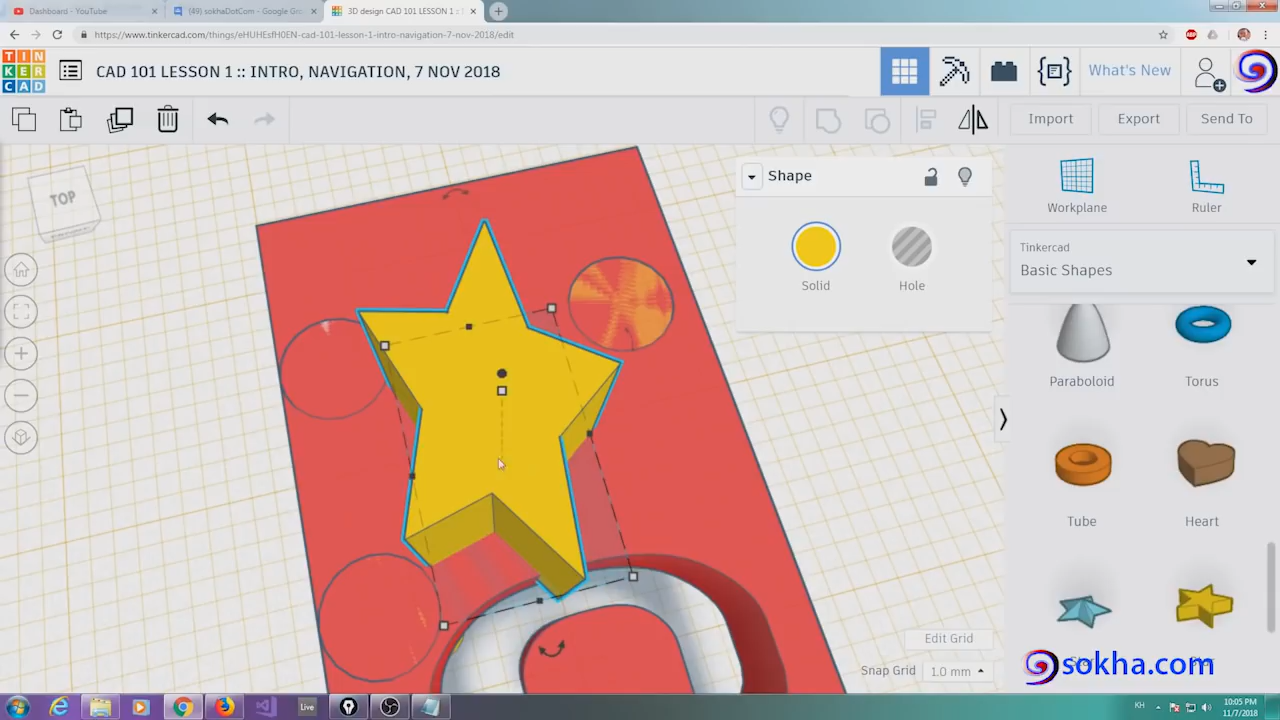 Dashboard - YouTube
(49) sokhaDotCom - Google Gro
3D design CAD 101 LESSON 1 ::
https://www.tinkercad.com/things/eHUHEsfH0EN-cad-101-lesson-1-intro-navigation-7-nov-2018/edit
TIN
KER
CAD
CAD 101 LESSON 1 :: INTRO, NAVIGATION, 7 NOV 2018
What's New
Import
Export
Send To
TOP
Shape
Solid
Hole
Workplane
Ruler
Tinkercad
Basic Shapes
Paraboloid
Torus
Tube
Heart
Edit Grid
Snap Grid
1.0 mm
sokha.com
Live
KH
10:05 PM
11/7/2018